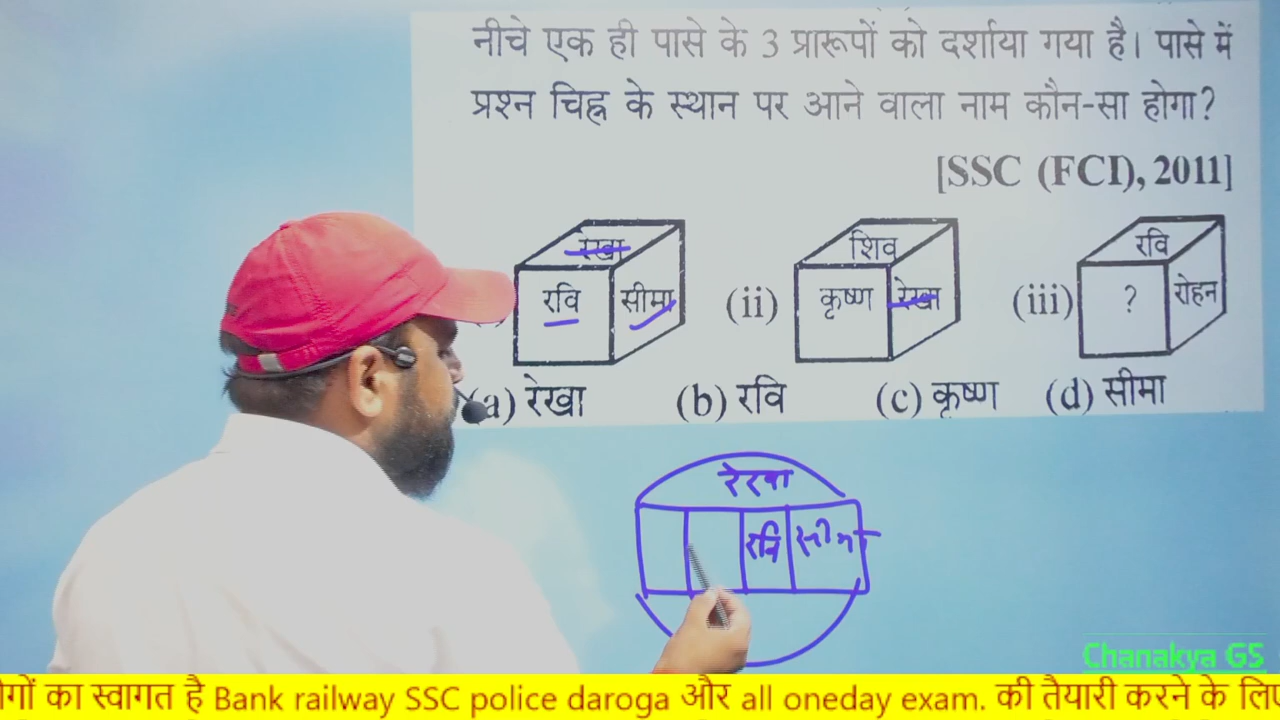 नीचे एक ही पासे के 3 प्रारूपों को दर्शाया गया है। पासे में
प्रश्न चिह्न के स्थान पर आने वाला नाम कौन-सा होगा?
[SSC (FCI), 2011]
रेखा
रवि
सीमा
(ii)
शिव
कृष्ण
रेखा
(iii)
रवि
?
रोहन
(a) रेखा
(b) रवि
(c) कृष्ण
(d) सीमा
रेखा
रवि
सीमा
Chanakya GS
गों का स्वागत है Bank railway SSC police daroga और all oneday exam. की तैयारी करने के लिए